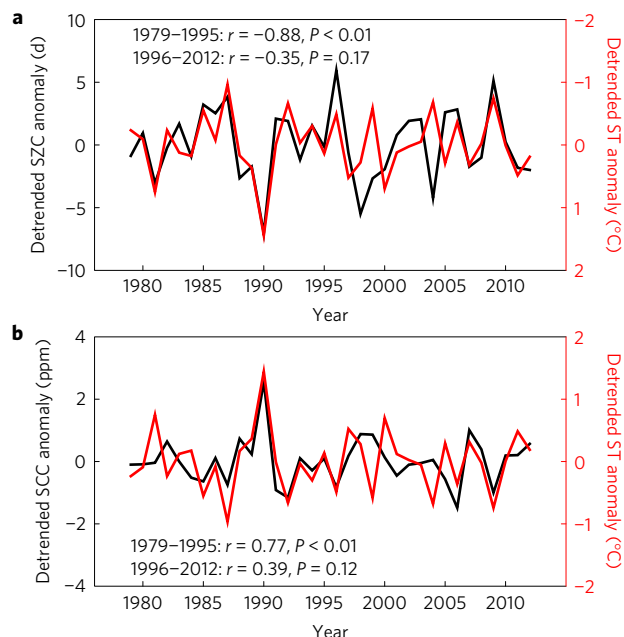 a
1979–1995: r = −0.88, P < 0.01
1996–2012: r = −0.35, P = 0.17
Detrended SZC anomaly (d)
10
5
0
−5
−10
−2
−1
0
1
2
Detrended ST anomaly (°C)
1980 1985 1990 1995 2000 2005 2010
Year
b
Detrended SCC anomaly (ppm)
4
2
0
−2
−4
2
1
0
−1
−2
Detrended ST anomaly (°C)
1979–1995: r = 0.77, P < 0.01
1996–2012: r = 0.39, P = 0.12
1980 1985 1990 1995 2000 2005 2010
Year